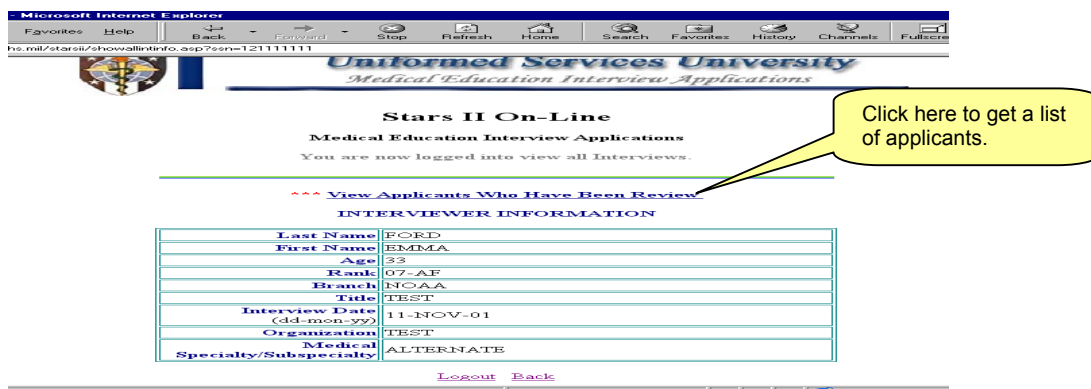 - Microsoft Internet Explorer
Favorites Help Back Forward Stop Refresh Home Search Favorites History Channels Fullscre
hs.mil/starsii/showallintinfo.asp?ssn=121111111
Uniformed Services University
Medical Education Interview Applications
Stars II On-Line
Medical Education Interview Applications
You are now logged into view all Interviews.
Click here to get a list
of applicants.
*** View Applicants Who Have Been Review
INTERVIEWER INFORMATION
Last Name FORD
First Name EMMA
Age 33
Rank 07-AF
Branch NOAA
Title TEST
Interview Date
(dd-mon-yy) 11-NOV-01
Organization TEST
Medical
Specialty/Subspecialty ALTERNATE
Logout Back